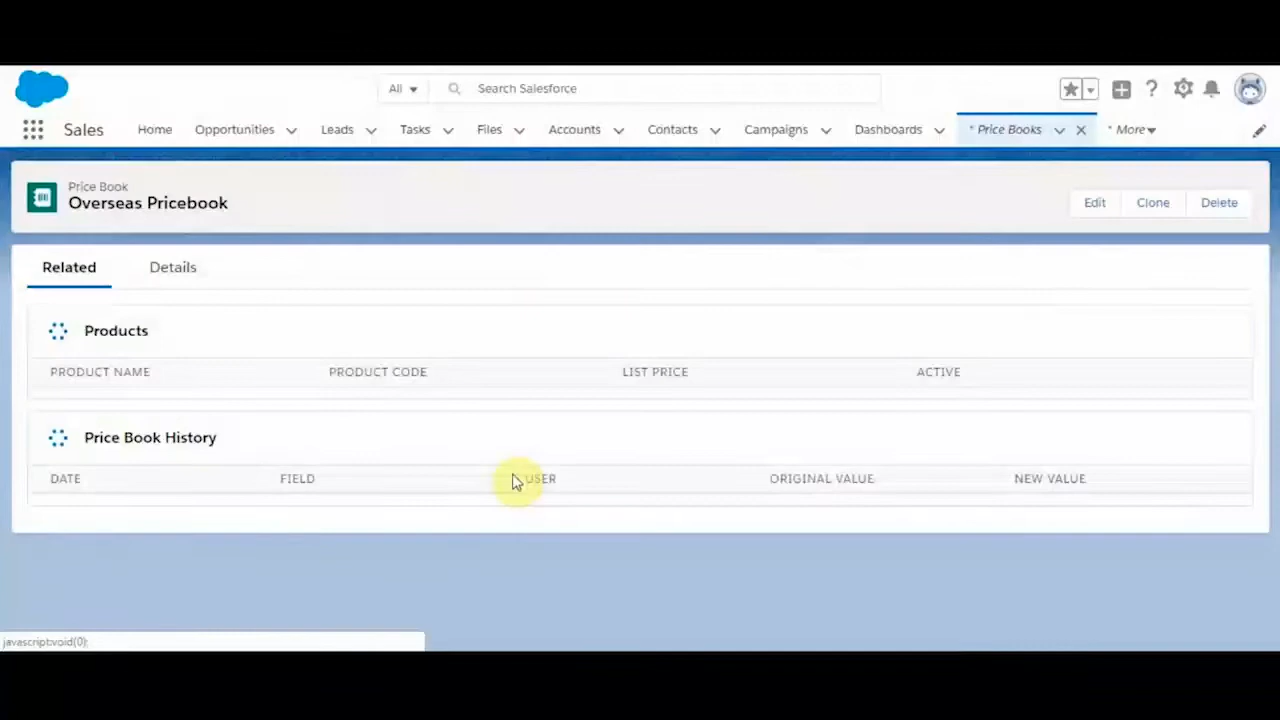 All
Search Salesforce
Sales
Home
Opportunities
Leads
Tasks
Files
Accounts
Contacts
Campaigns
Dashboards
* Price Books
* More
Price Book
Overseas Pricebook
Edit
Clone
Delete
Related
Details
Products
PRODUCT NAME
PRODUCT CODE
LIST PRICE
ACTIVE
Price Book History
DATE
FIELD
USER
ORIGINAL VALUE
NEW VALUE
javascript:void(0);